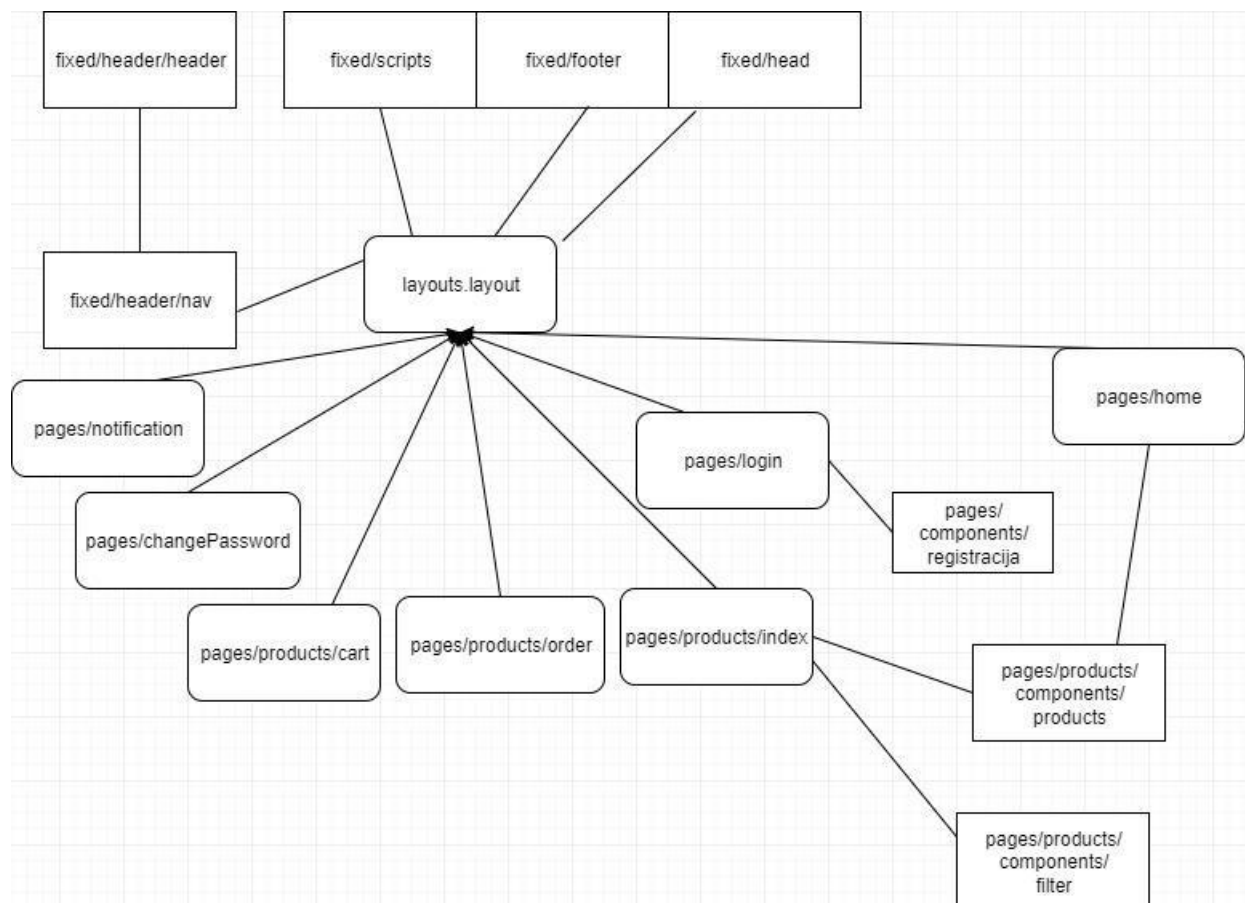 fixed/header/header
fixed/scripts
fixed/footer
fixed/head
layouts.layout
fixed/header/nav
pages/notification
pages/home
pages/login
pages/changePassword
pages/
components/
registracija
pages/products/cart
pages/products/order
pages/products/index
pages/products/
components/
products
pages/products/
components/
filter